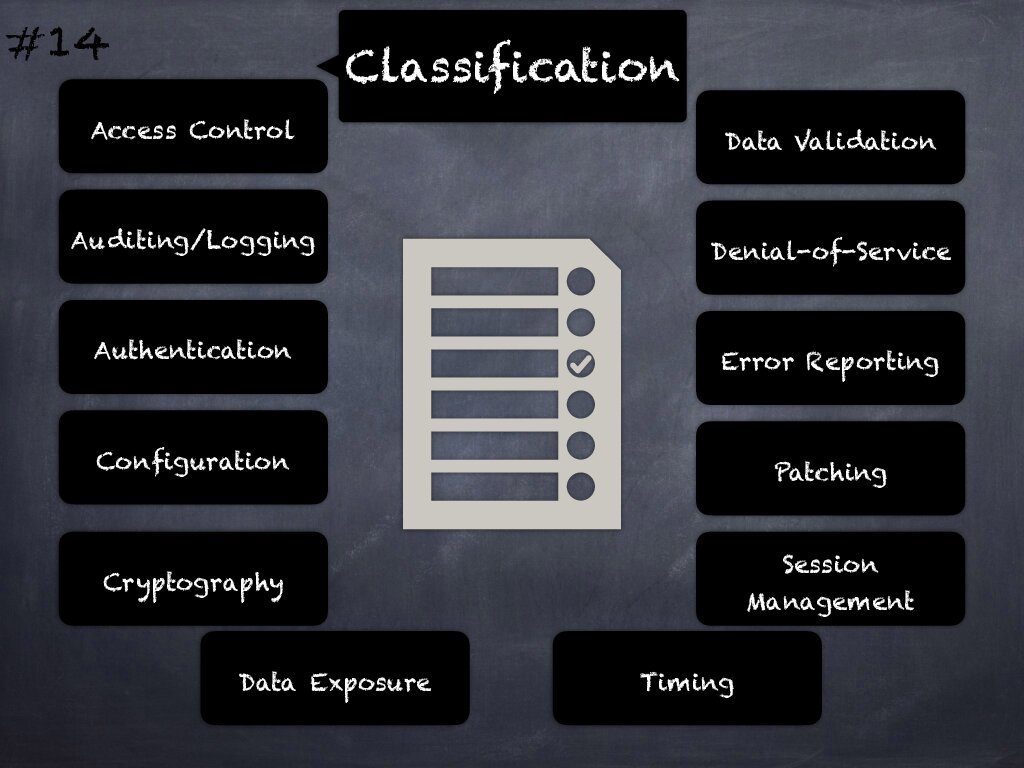 #14
Classification
Access Control
Auditing/Logging
Authentication
Configuration
Cryptography
Data Exposure
Data Validation
Denial-of-Service
Error Reporting
Patching
Session
Management
Timing